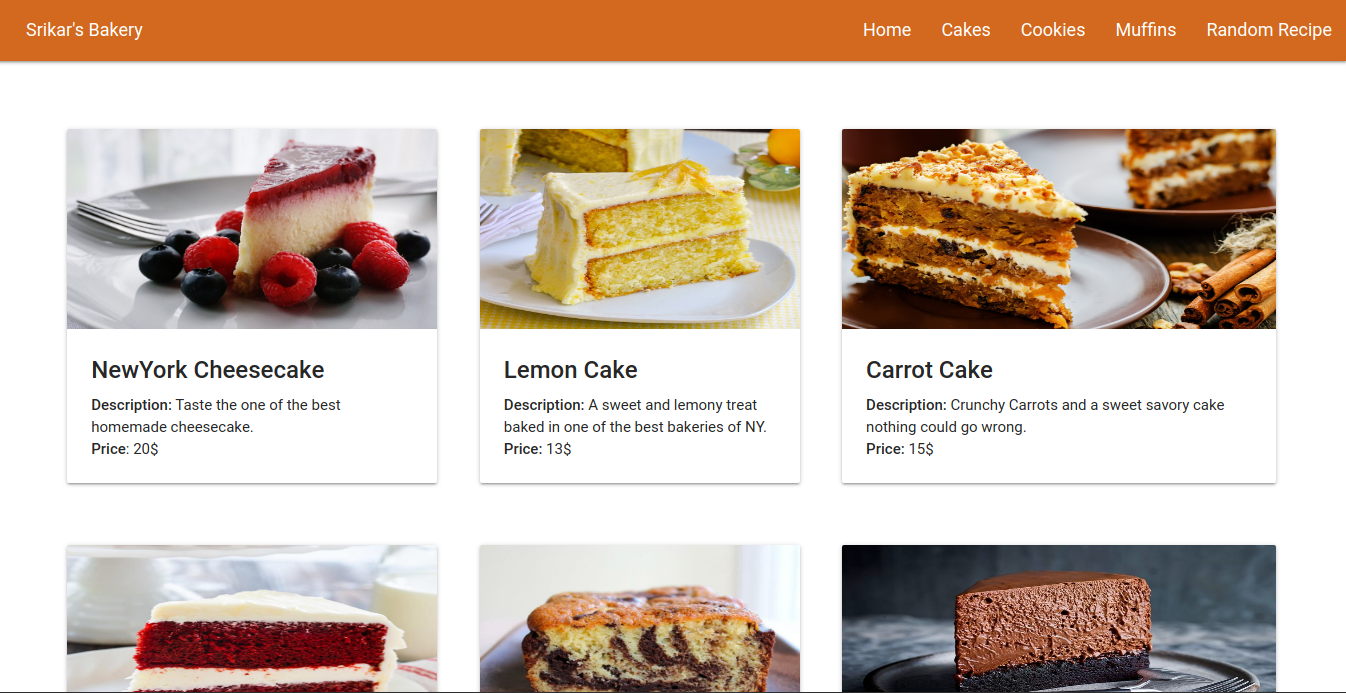 Srikar's Bakery
Home Cakes Cookies Muffins Random Recipe
NewYork Cheesecake
Description: Taste the one of the best
homemade cheesecake.
Price: 20$
Lemon Cake
Description: A sweet and lemony treat
baked in one of the best bakeries of NY.
Price: 13$
Carrot Cake
Description: Crunchy Carrots and a sweet savory cake
nothing could go wrong.
Price: 15$